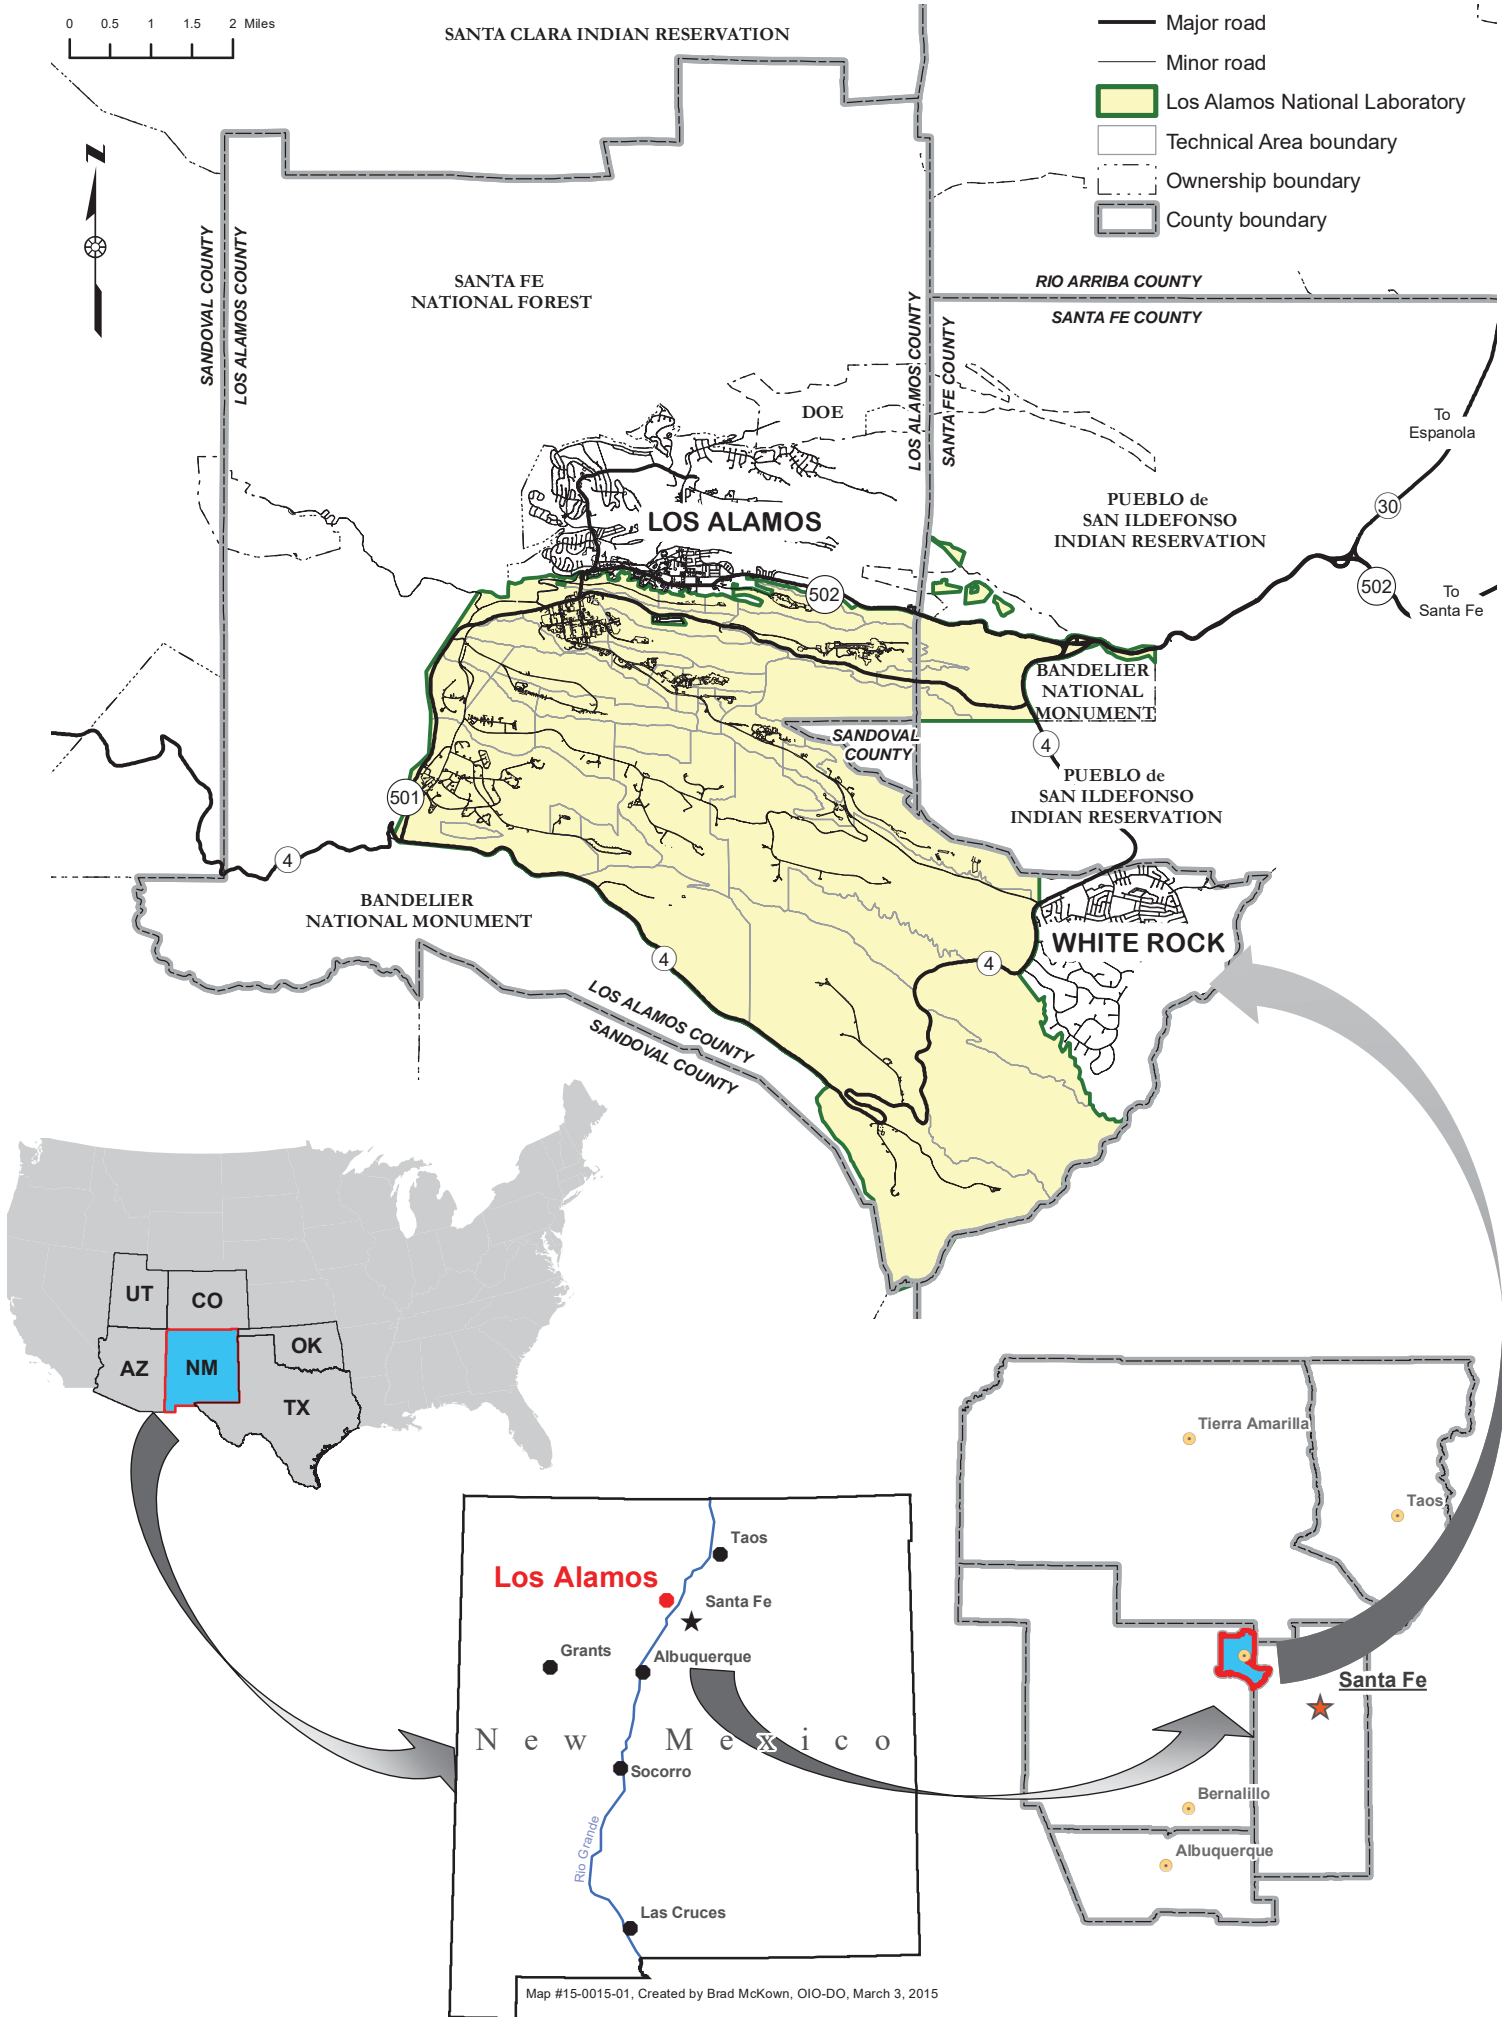 0 0.5 1 1.5 2 Miles
SANTA CLARA INDIAN RESERVATION
Major road
Minor road
Los Alamos National Laboratory
Technical Area boundary
Ownership boundary
County boundary
N
SANDOVAL COUNTY
LOS ALAMOS COUNTY
SANTA FE
NATIONAL FOREST
RIO ARRIBA COUNTY
SANTA FE COUNTY
LOS ALAMOS COUNTY
SANTA FE COUNTY
DOE
To
Espanola
LOS ALAMOS
PUEBLO de
SAN ILDEFONSO
INDIAN RESERVATION
30
502
502
To
Santa Fe
BANDELIER
NATIONAL
MONUMENT
SANDOVAL
COUNTY
4
PUEBLO de
SAN ILDEFONSO
INDIAN RESERVATION
501
4
BANDELIER
NATIONAL MONUMENT
WHITE ROCK
4
4
LOS ALAMOS COUNTY
SANDOVAL COUNTY
UT
CO
AZ
NM
OK
TX
Tierra Amarilla
Taos
Taos
Los Alamos
Santa Fe
Grants
Albuquerque
Santa Fe
New Mexico
Socorro
Bernalillo
Rio Grande
Albuquerque
Las Cruces
Map #15-0015-01, Created by Brad McKown, OIO-DO, March 3, 2015